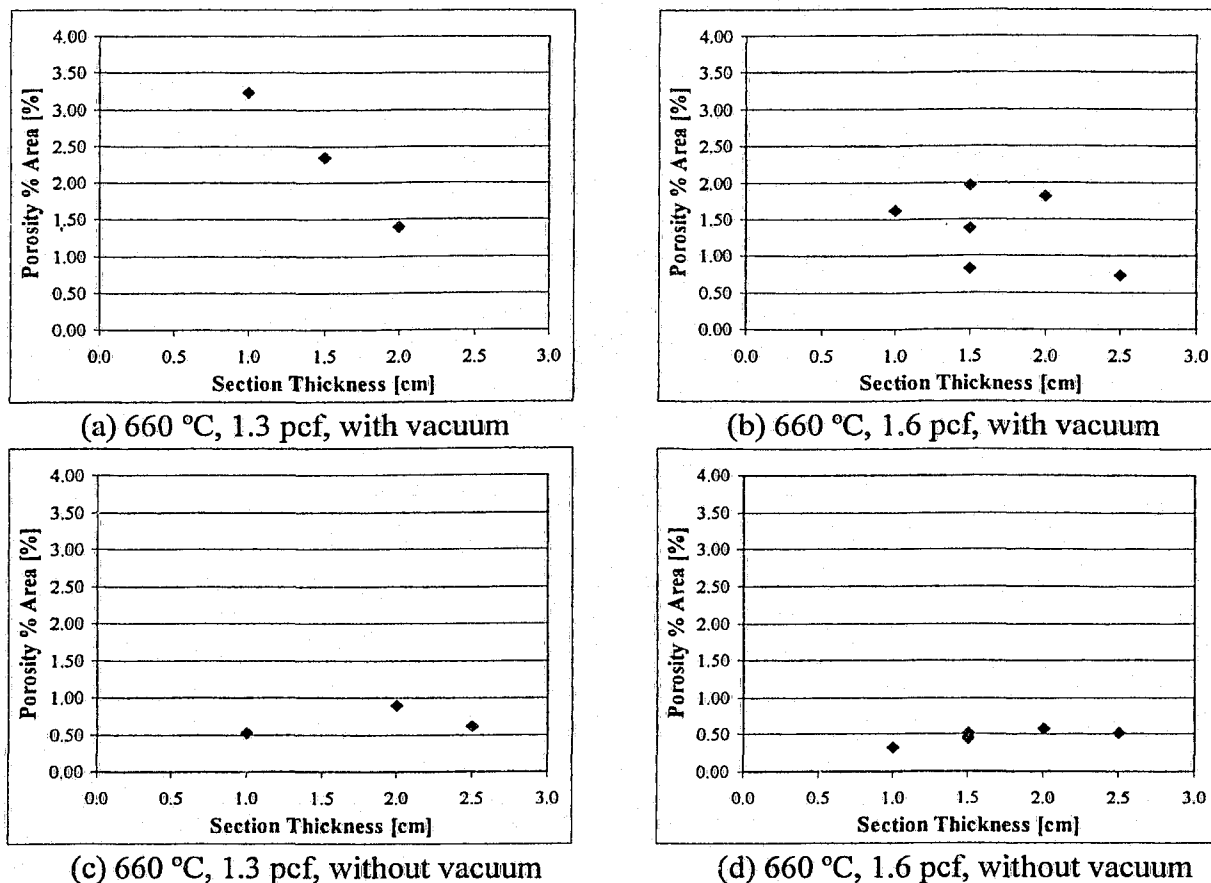 Porosity % Area [%]
4.00
3.50
3.00
2.50
2.00
1.50
1.00
0.50
0.00
0.0 0.5 1.0 1.5 2.0 2.5 3.0
Section Thickness [cm]
(a) 660 ºC, 1.3 pcf, with vacuum
Porosity % Area [%]
4.00
3.50
3.00
2.50
2.00
1.50
1.00
0.50
0.00
0.0 0.5 1.0 1.5 2.0 2.5 3.0
Section Thickness [cm]
(b) 660 ºC, 1.6 pcf, with vacuum
Porosity % Area [%]
4.00
3.50
3.00
2.50
2.00
1.50
1.00
0.50
0.00
0.0 0.5 1.0 1.5 2.0 2.5 3.0
Section Thickness [cm]
(c) 660 ºC, 1.3 pcf, without vacuum
Porosity % Area [%]
4.00
3.50
3.00
2.50
2.00
1.50
1.00
0.50
0.00
0.0 0.5 1.0 1.5 2.0 2.5 3.0
Section Thickness [cm]
(d) 660 ºC, 1.6 pcf, without vacuum